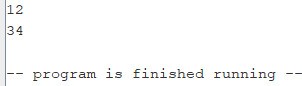 12
34
-- program is finished running --